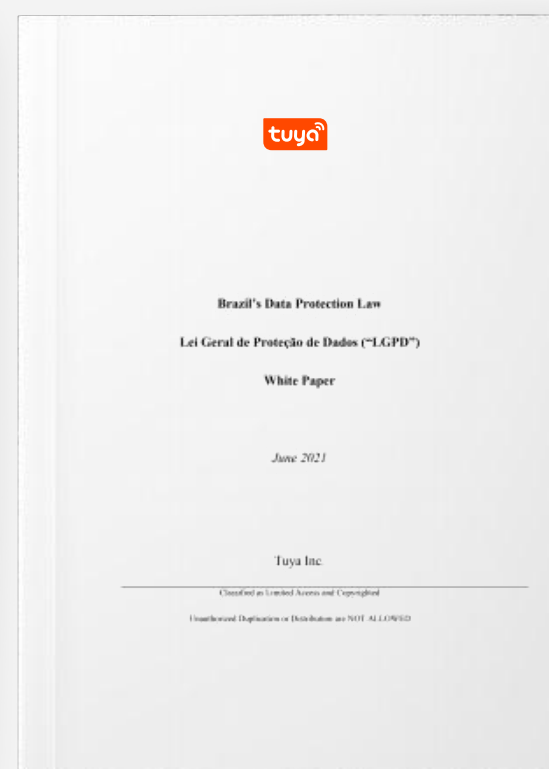 tuya
Brazil's Data Protection Law
Lei Geral de Proteção de Dados (“LGPD”)
White Paper
June 2021
Tuya Inc.
Classified as Limited Access and Copyrighted
Unauthorized Duplication or Distribution are NOT ALLOWED